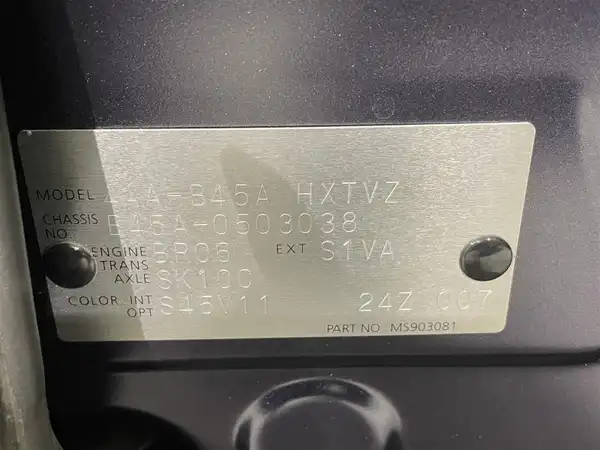 MODEL 4AA-B45A HXTVZ
CHASSIS NO. B45A-0503038
ENGINE BR06 EXT S1VA
TRANS AXLE SK100
COLOR INT OPT S45V11 24Z 007
PART NO MS903081